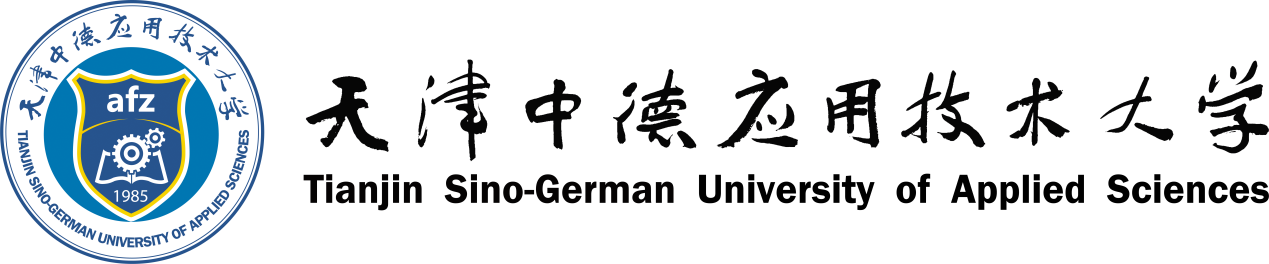 天津中德应用技术大学
afz
1985
TIANJIN SINO-GERMAN UNIVERSITY OF APPLIED SCIENCES
天津中德应用技术大学
Tianjin Sino-German University of Applied Sciences